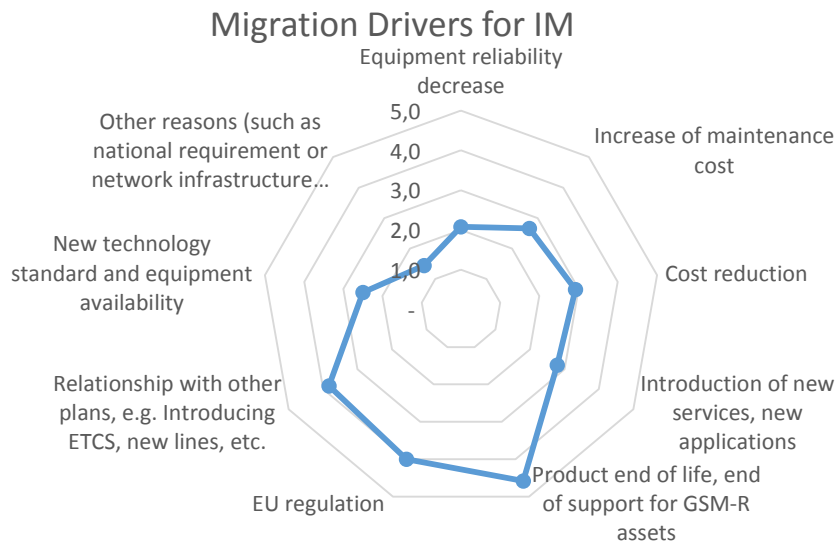 Migration Drivers for IM
Equipment reliability
decrease
Increase of maintenance
cost
Cost reduction
Introduction of new
services, new
applications
Product end of life, end
of support for GSM-R
assets
EU regulation
Relationship with other
plans, e.g. Introducing
ETCS, new lines, etc.
New technology
standard and equipment
availability
Other reasons (such as
national requirement or
network infrastructure…
5,0
4,0
3,0
2,0
1,0
-